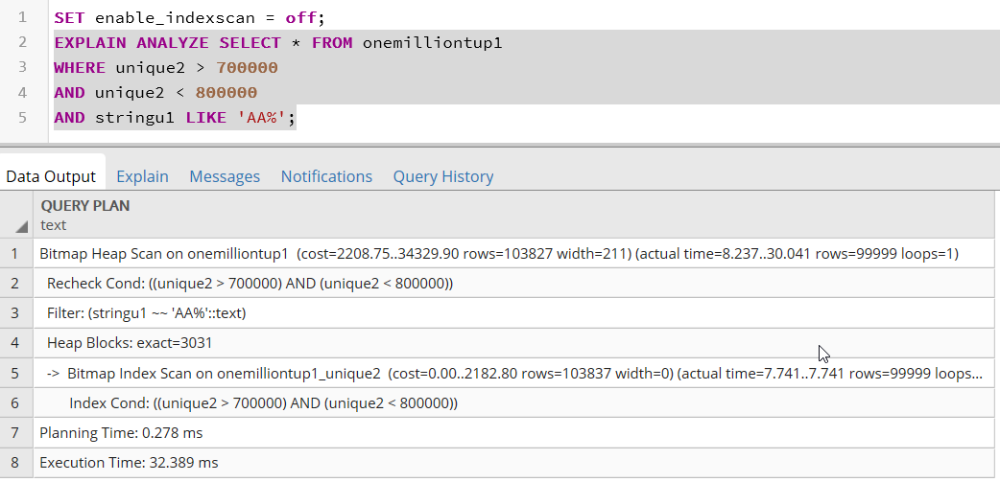 1 SET enable_indexscan = off;
2 EXPLAIN ANALYZE SELECT * FROM onemilliontup1
3 WHERE unique2 > 700000
4 AND unique2 < 800000
5 AND stringu1 LIKE 'AA%';
Data Output Explain Messages Notifications Query History
QUERY PLAN
text
1 Bitmap Heap Scan on onemilliontup1 (cost=2208.75..34329.90 rows=103827 width=211) (actual time=8.237..30.041 rows=99999 loops=1)
2 Recheck Cond: ((unique2 > 700000) AND (unique2 < 800000))
3 Filter: (stringu1 ~~ 'AA%'::text)
4 Heap Blocks: exact=3031
5 -> Bitmap Index Scan on onemilliontup1_unique2 (cost=0.00..2182.80 rows=103837 width=0) (actual time=7.741..7.741 rows=99999 loops...
6 Index Cond: ((unique2 > 700000) AND (unique2 < 800000))
7 Planning Time: 0.278 ms
8 Execution Time: 32.389 ms